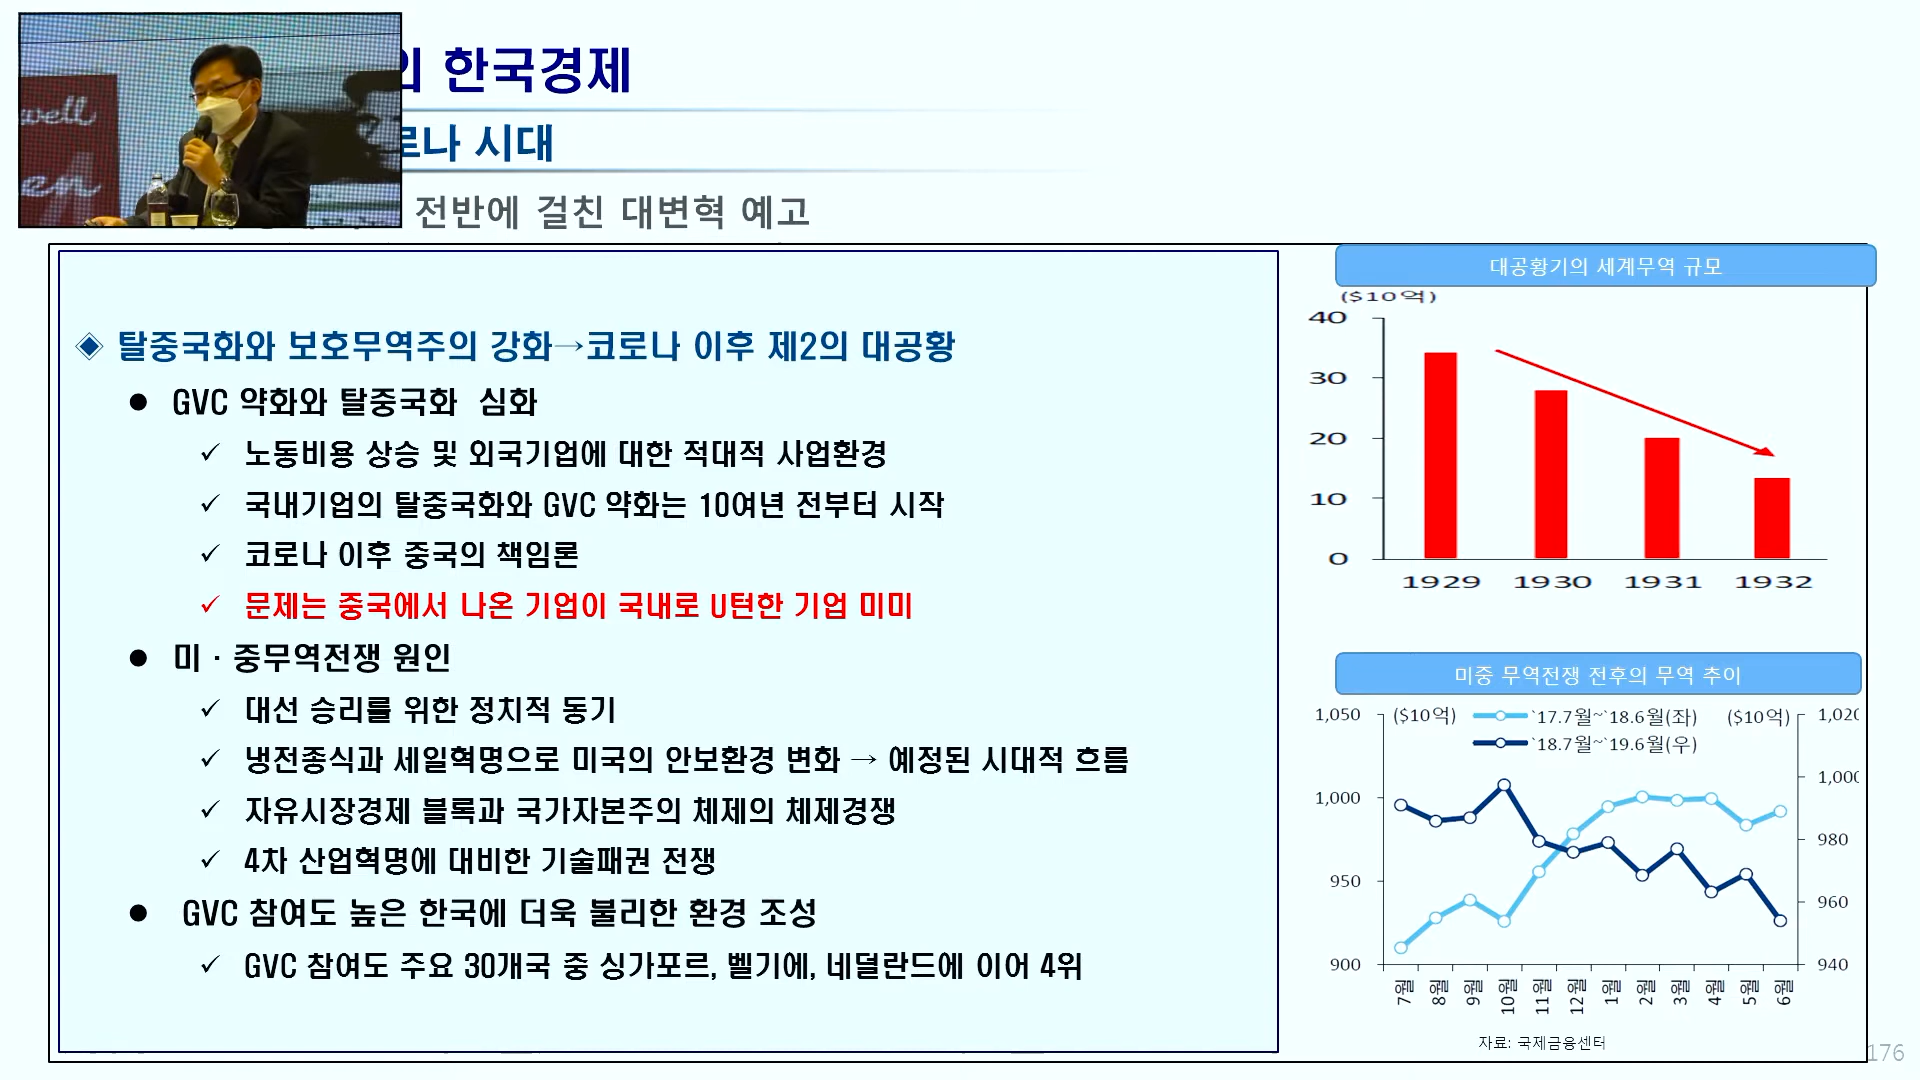 well
en
한국경제
로나 시대
전반에 걸친 대변혁 예고
탈중국화와 보호무역주의 강화→코로나 이후 제2의 대공황
● GVC 약화와 탈중국화 심화
✓ 노동비용 상승 및 외국기업에 대한 적대적 사업환경
✓ 국내기업의 탈중국화와 GVC 약화는 10여년 전부터 시작
✓ 코로나 이후 중국의 책임론
✓ 문제는 중국에서 나온 기업이 국내로 U턴한 기업 미미
● 미 · 중무역전쟁 원인
✓ 대선 승리를 위한 정치적 동기
✓ 냉전종식과 세일혁명으로 미국의 안보환경 변화 → 예정된 시대적 흐름
✓ 자유시장경제 블록과 국가자본주의 체제의 체제경쟁
✓ 4차 산업혁명에 대비한 기술패권 전쟁
● GVC 참여도 높은 한국에 더욱 불리한 환경 조성
✓ GVC 참여도 주요 30개국 중 싱가포르, 벨기에, 네덜란드에 이어 4위
대공황기의 세계무역 규모
($10억)
40
30
20
10
0
1929 1930 1931 1932
미중 무역전쟁 전후의 무역 추이
1,050 ($10억) `17.7월~`18.6월(좌) ($10억) 1,020
`18.7월~`19.6월(우)
1,000 1,000
950 980
900 960
940
7월 8월 9월 10월 11월 12월 1월 2월 3월 4월 5월 6월
자료: 국제금융센터
176